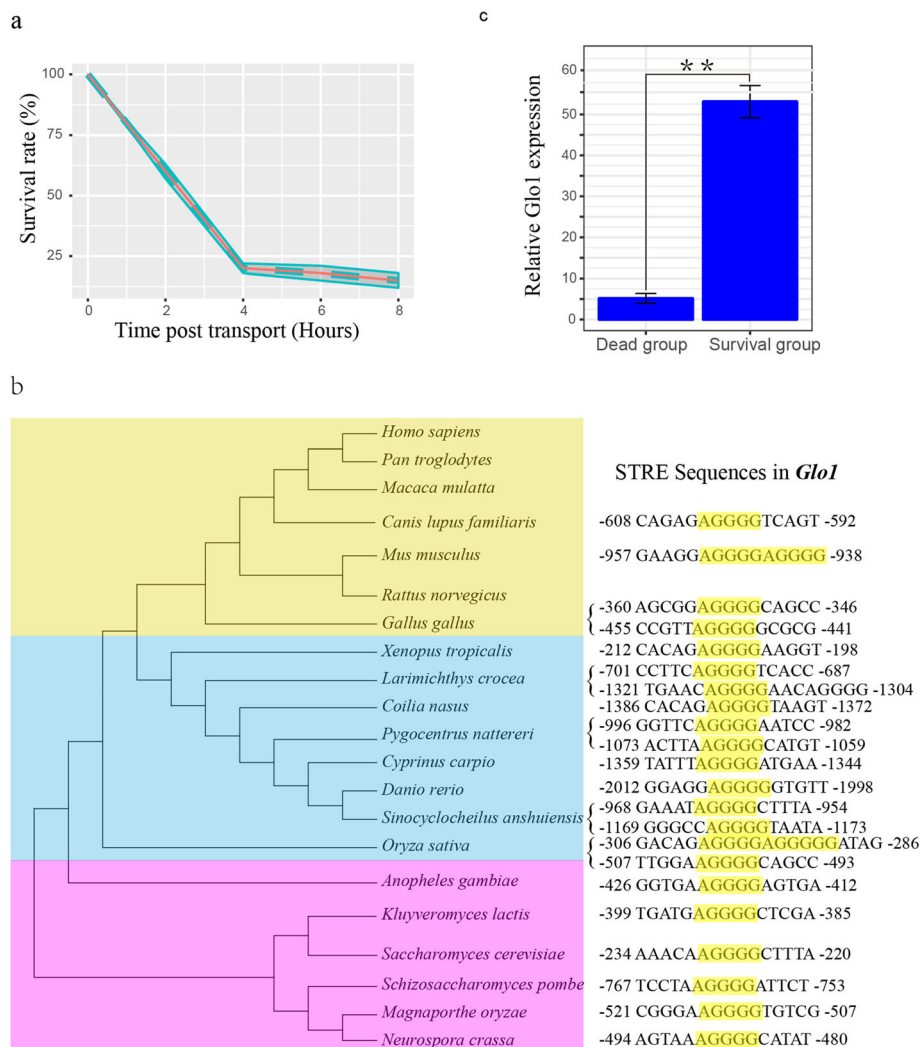 a
100
75
50
25
Survival rate (%)
0 2 4 6 8
Time post transport (Hours)
c
60
50
50
40
30
20
10
0
Relative Glo1 expression
**
Dead group Survival group
b
STRE Sequences in Glo1
Homo sapiens
Pan troglodytes
Macaca mulatta
Canis lupus familiaris
-608 CAGAGAGGGGTCAGT -592
Mus musculus
-957 GAAGGAGGGGAGGGG -938
Rattus norvegicus
Gallus gallus
-360 AGCGGAGGGGCAGCC -346
-455 CCGTTAGGGGGCGCG -441
Xenopus tropicalis
-212 CACAGAGGGGAAGGT -198
Larimichthys crocea
-701 CCTTCAGGGGTCACC -687
-1321 TGAACAGGGGAACAGGGG -1304
Coilia nasus
-1386 CACAGAGGGGTAAGT -1372
Pygocentrus nattereri
-996 GGTTCAGGGGAATCC -982
-1073 ACTTAAGGGGCATGT -1059
Cyprinus carpio
-1359 TATTTAGGGGATGAA -1344
Danio rerio
-2012 GGAGGAGGGGGTGTT -1998
Sinocyclocheilus anshuiensis
-968 GAAATAGGGGCTTTA -954
-1169 GGGCCAGGGGTAATA -1173
Oryza sativa
-306 GACAGAGGGGAGGGGGATAG -286
-507 TTGGAAGGGGCAGCC -493
Anopheles gambiae
-426 GGTGAAGGGGAGTGA -412
Kluyveromyces lactis
-399 TGATGAGGGGCTCGA -385
Saccharomyces cerevisiae
-234 AAACAAGGGGCTTTA -220
Schizosaccharomyces pombe
-767 TCCTAAGGGGATTCT -753
Magnaporthe oryzae
-521 CGGGAAGGGGTGTCG -507
Neurospora crassa
-494 AGTAAAGGGGCATAT -480